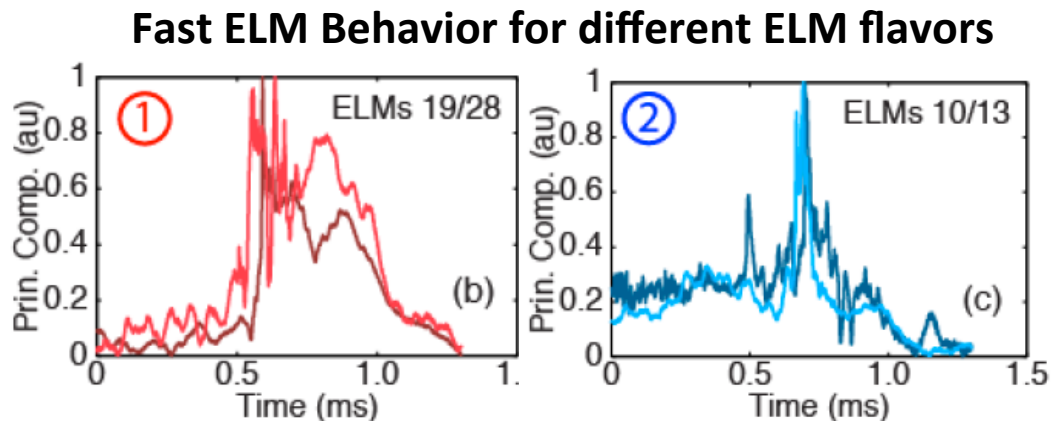 Fast ELM Behavior for different ELM flavors
1
ELMs 19/28
Prin. Comp. (au)
1
0.8
0.6
0.4
0.2
0
(b)
0
0.5
1.0
1.
Time (ms)
2
ELMs 10/13
Prin. Comp. (au)
1
0.8
0.6
0.4
0.2
0
(c)
0
0.5
1.0
1.5
Time (ms)